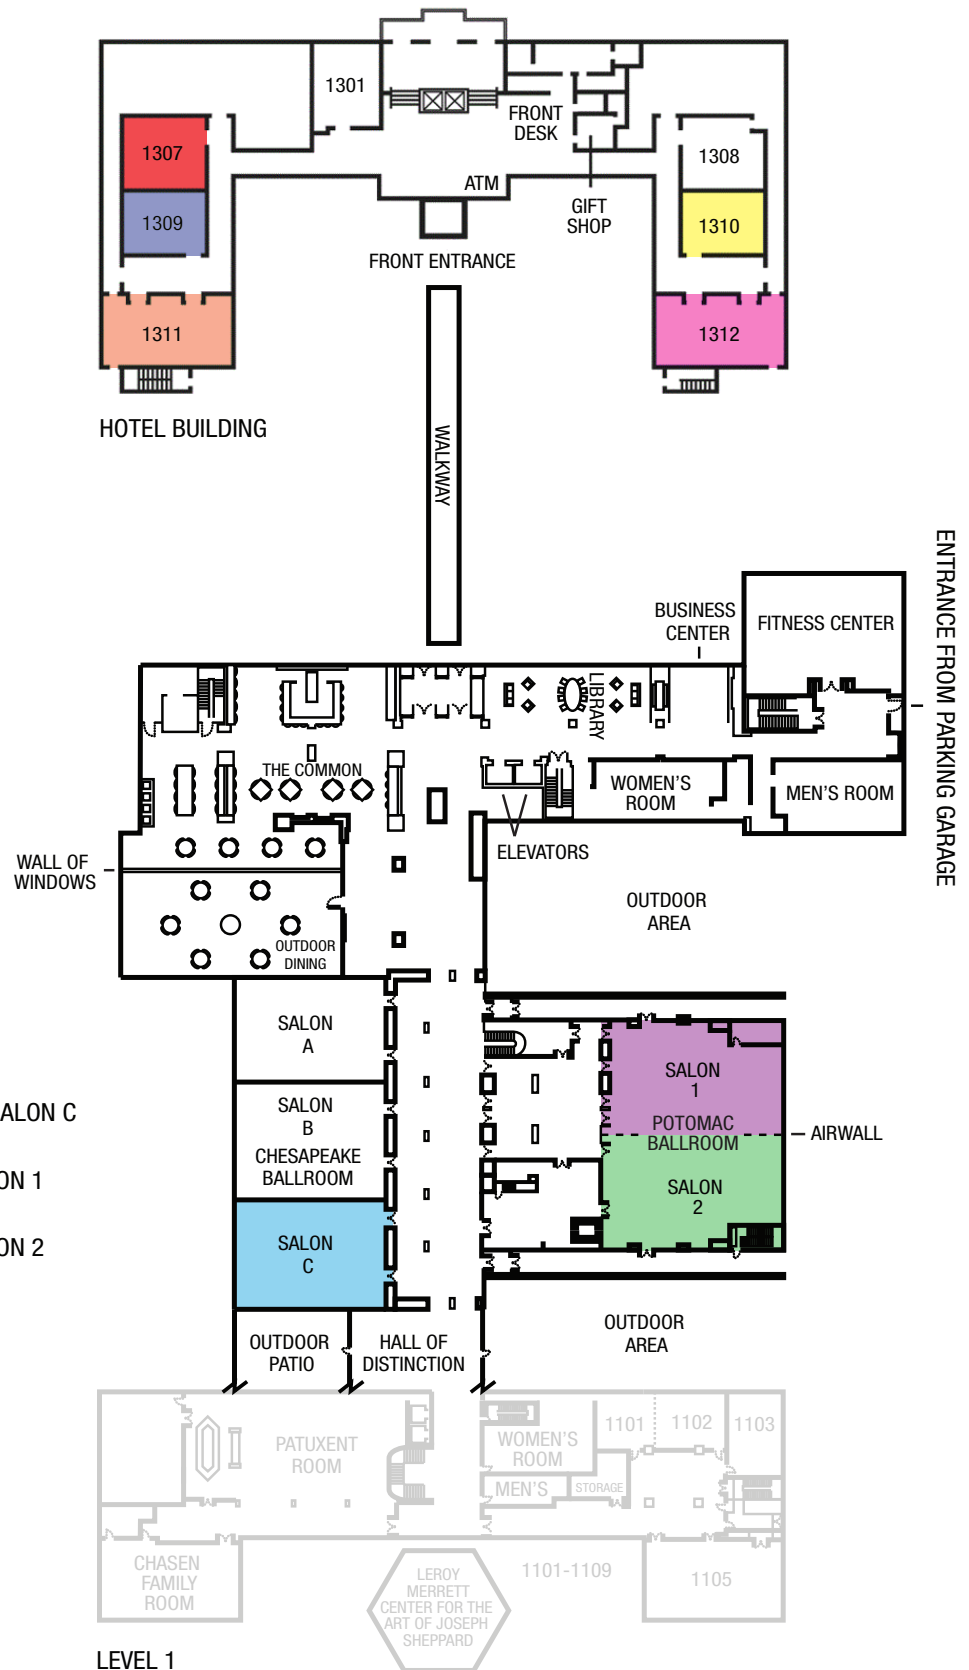 1301
FRONT
DESK
1307
1308
ATM
GIFT
SHOP
1309
1310
FRONT ENTRANCE
1311
1312
HOTEL BUILDING
WALKWAY
ENTRANCE FROM PARKING GARAGE
BUSINESS
CENTER
FITNESS CENTER
LIBRARY
THE COMMON
WOMEN'S
ROOM
MEN'S ROOM
ELEVATORS
WALL OF
WINDOWS
OUTDOOR
AREA
OUTDOOR
DINING
SALON
A
SALON
1
SALON
B
ALON C
POTOMAC
BALLROOM
AIRWALL
CHESAPEAKE
BALLROOM
ON 1
SALON
2
ON 2
SALON
C
OUTDOOR
PATIO
HALL OF
DISTINCTION
OUTDOOR
AREA
PATUXENT
ROOM
WOMEN'S
ROOM
1101
1102
1103
MEN'S
STORAGE
CHASEN
FAMILY
ROOM
LEROY
MERRETT
CENTER FOR THE
ART OF JOSEPH
SHEPPARD
1101-1109
1105
LEVEL 1